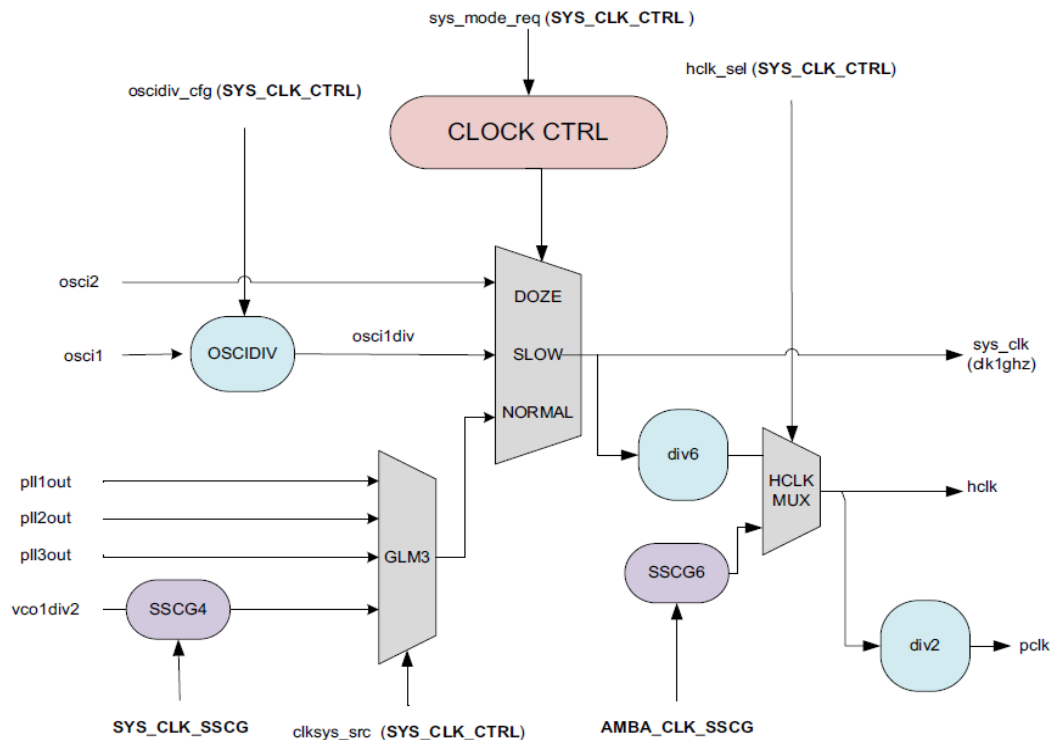 sys_mode_req (SYS_CLK_CTRL )
hclk_sel (SYS_CLK_CTRL)
oscidiv_cfg (SYS_CLK_CTRL)
CLOCK CTRL
osci2
DOZE
osci1
OSCIDIV
osci1div
SLOW
sys_clk
(clk1ghz)
NORMAL
div6
HCLK
MUX
hclk
pll1out
pll2out
pll3out
GLM3
SSCG6
vco1div2
SSCG4
div2
pclk
SYS_CLK_SSCG
clksys_src (SYS_CLK_CTRL)
AMBA_CLK_SSCG